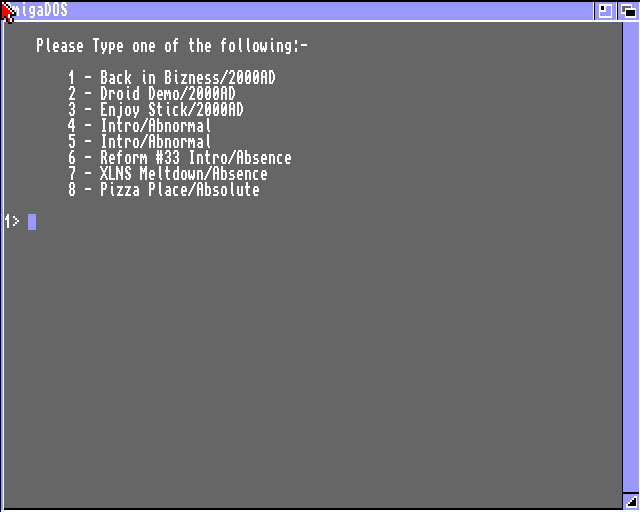 migaDOS
Please Type one of the following:-
1 - Back in Bizness/2000AD
2 - Droid Demo/2000AD
3 - Enjoy Stick/2000AD
4 - Intro/Abnormal
5 - Intro/Abnormal
6 - Reform #33 Intro/Absence
7 - XLNS Meltdown/Absence
8 - Pizza Place/Absolute
1>